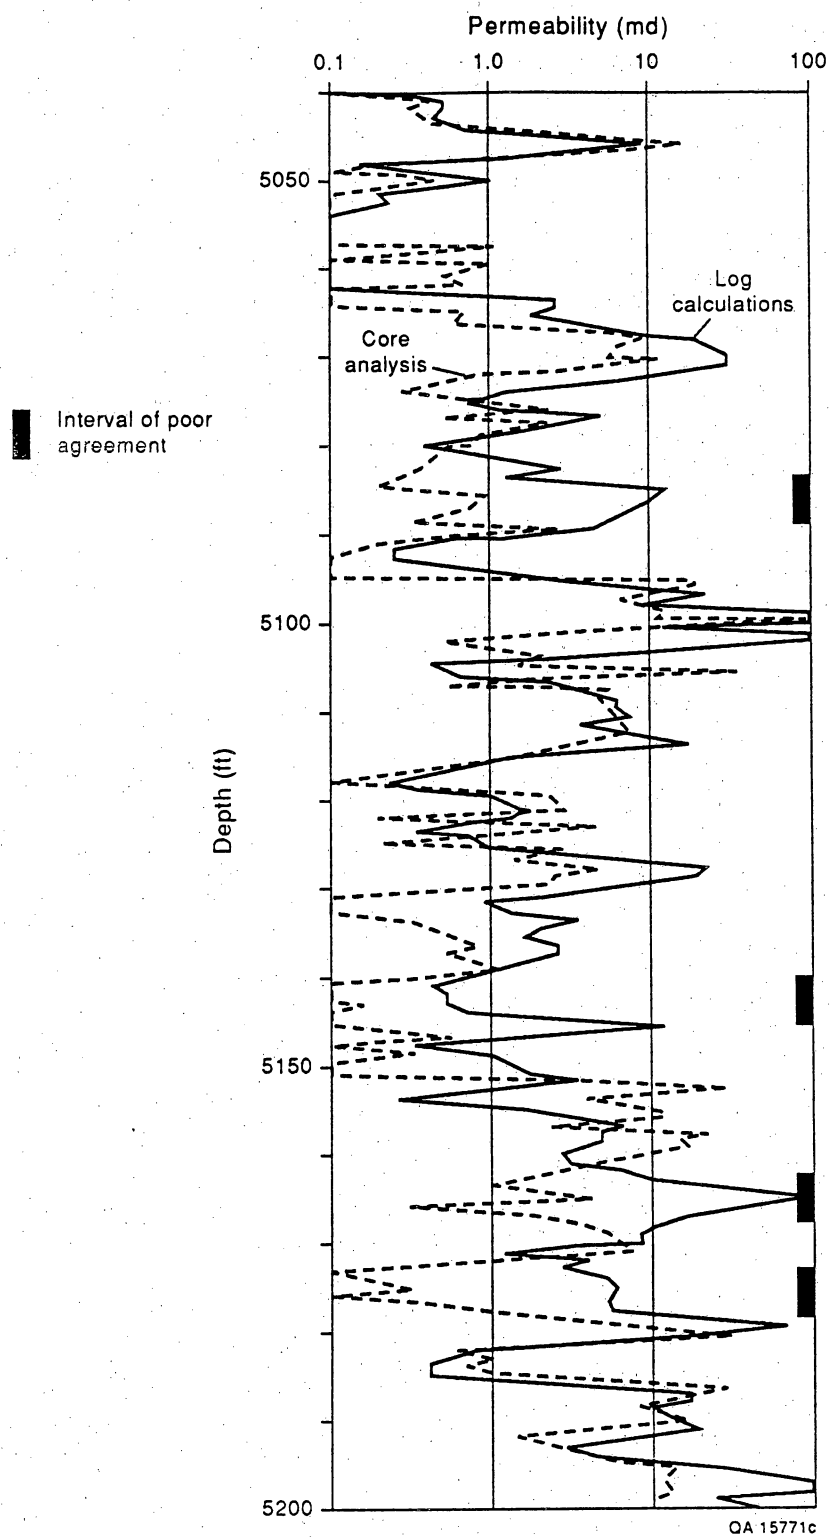 Permeability (md)
0.1 1.0 10 100
5050
Log
calculations
Core
analysis
Interval of poor
agreement
5100
Depth (ft)
5150
5200
QA 15771c